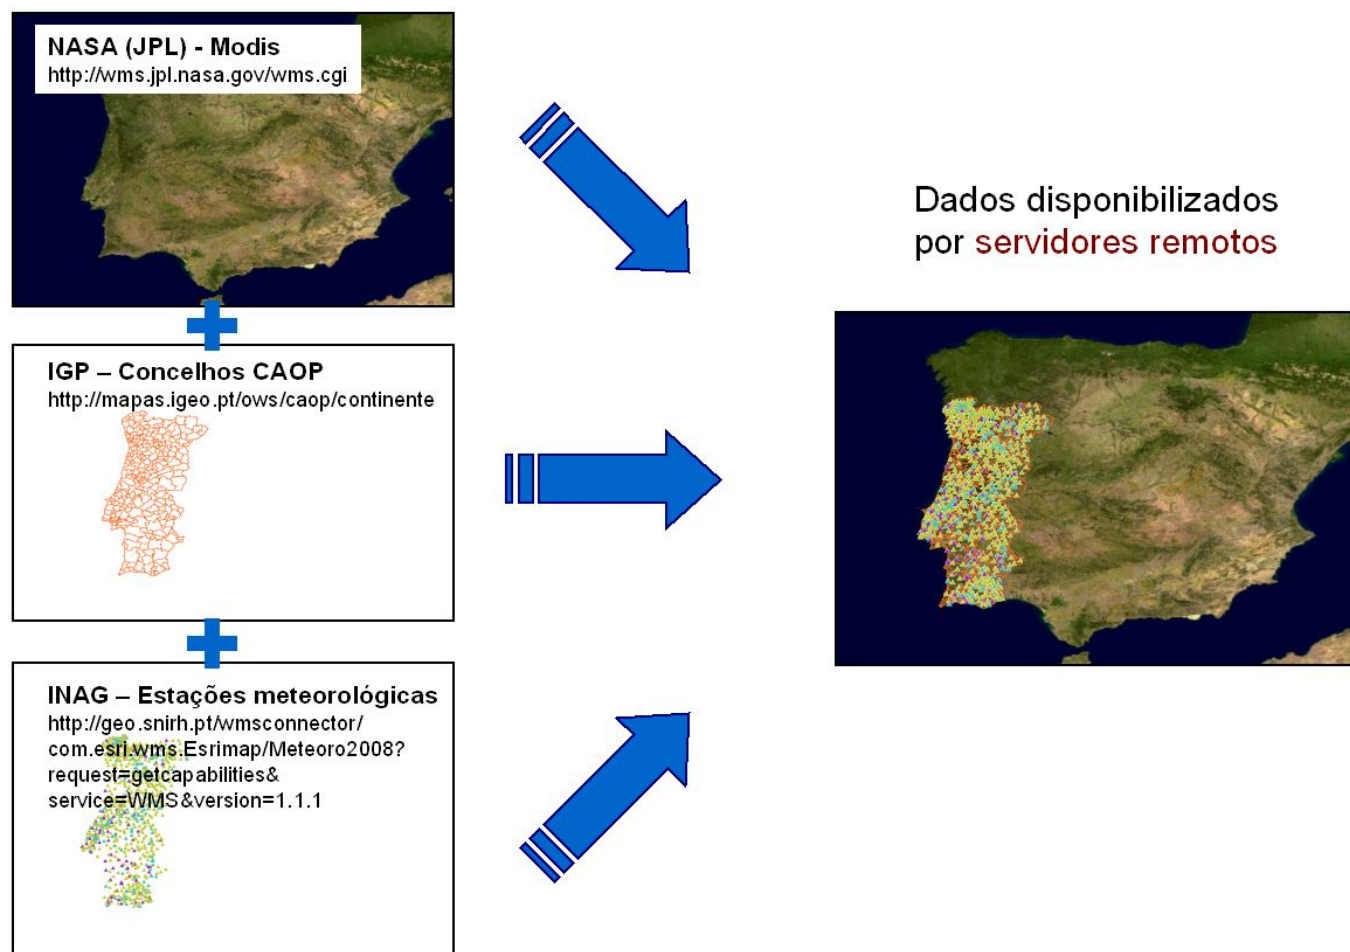 NASA (JPL) - Modis
http://wms.jpl.nasa.gov/wms.cgi
IGP – Concelhos CAOP
http://mapas.igeo.pt/ows/caop/continente
INAG – Estações meteorológicas
http://geo.snirh.pt/wmsconnector/
com.esri.wms.Esrimap/Meteoro2008?
request=getcapabilities&
service=WMS&version=1.1.1
Dados disponibilizados
por servidores remotos